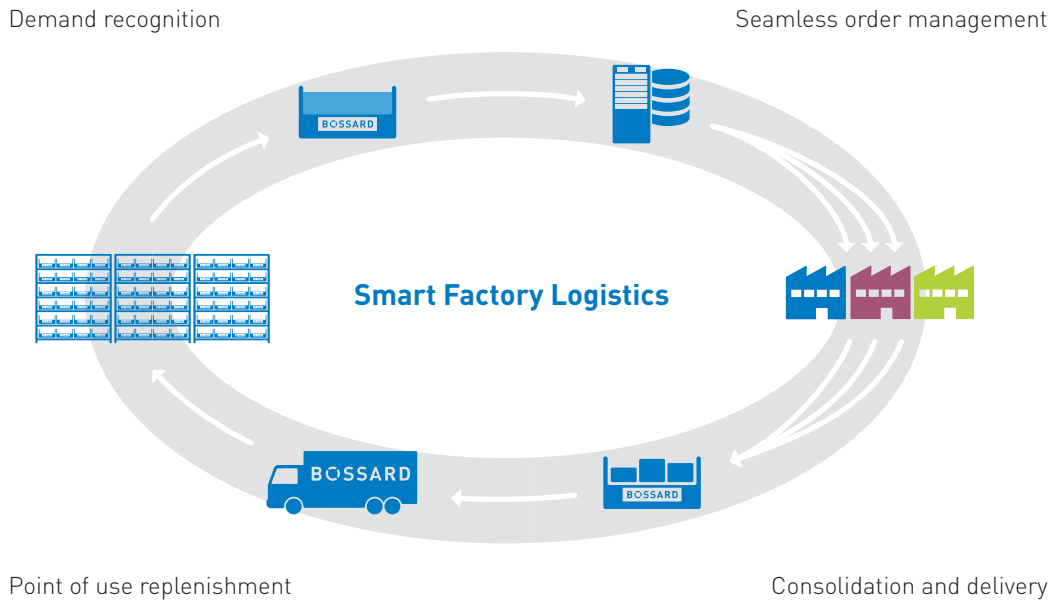 Demand recognition
Seamless order management
BOSSARD
Smart Factory Logistics
BOSSARD
BOSSARD
Point of use replenishment
Consolidation and delivery